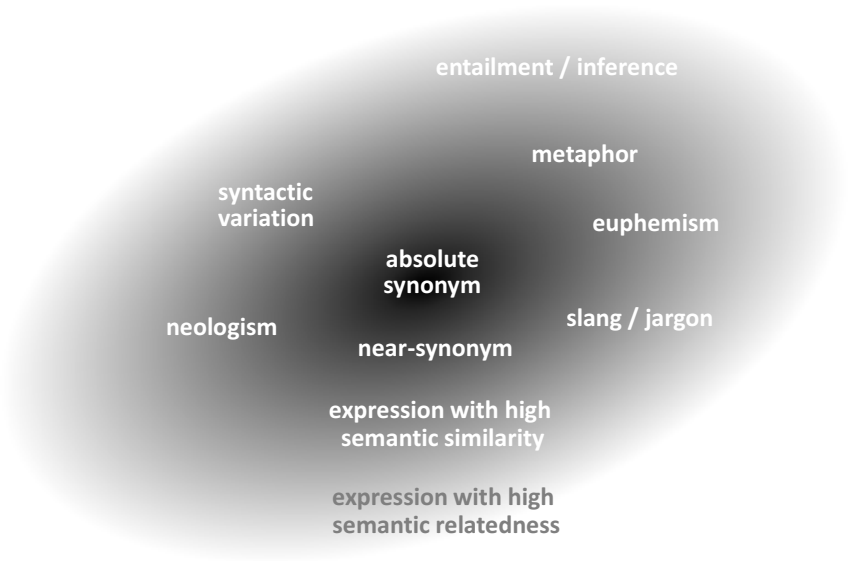 entailment / inference
metaphor
syntactic
variation
euphemism
absolute
synonym
neologism
slang / jargon
near-synonym
expression with high
semantic similarity
expression with high
semantic relatedness